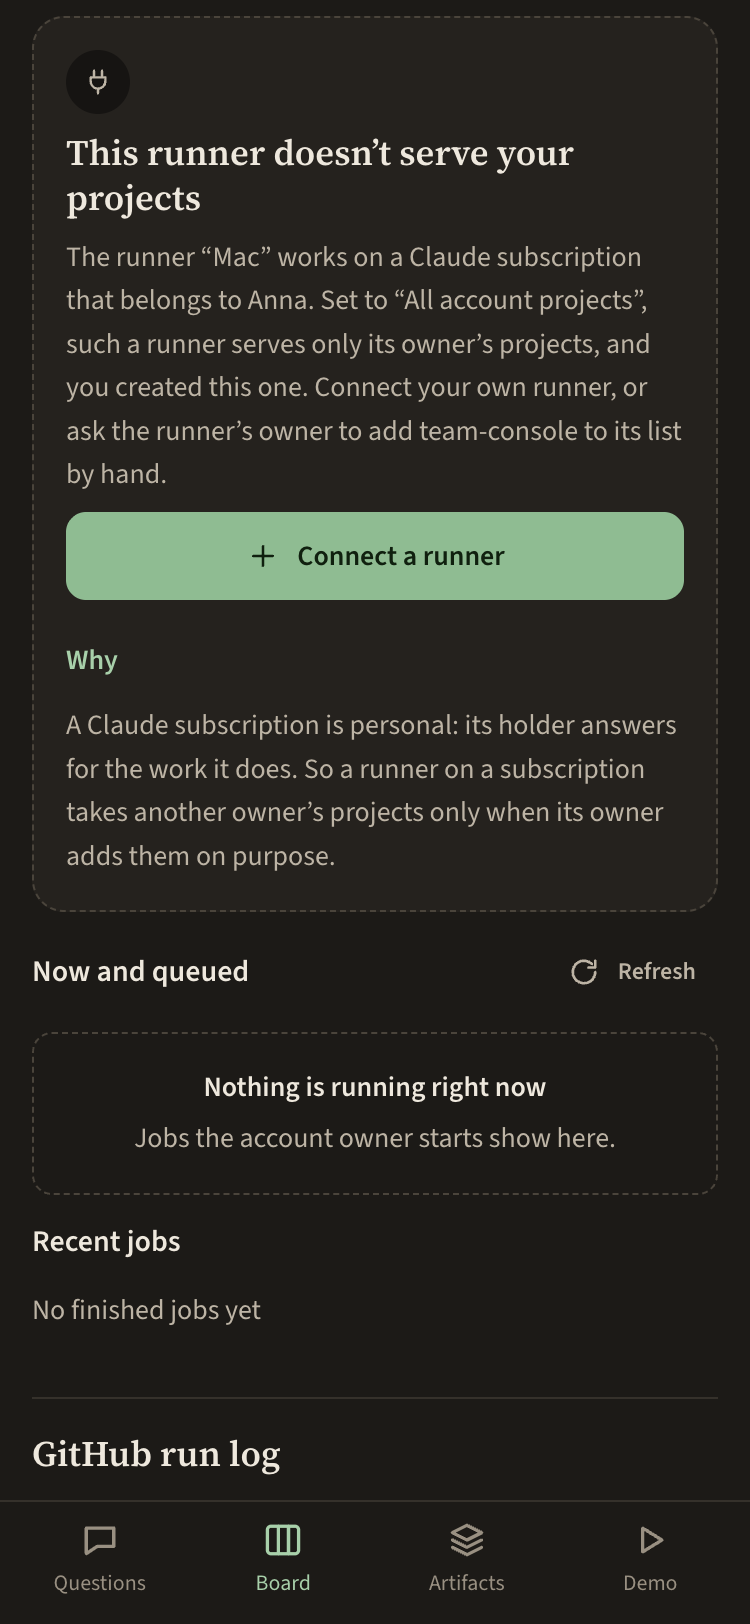 This runner doesn’t serve your
projects
The runner “Mac” works on a Claude subscription
that belongs to Anna. Set to “All account projects”,
such a runner serves only its owner’s projects, and
you created this one. Connect your own runner, or
ask the runner’s owner to add team-console to its list
by hand.
Connect a runner
Why
A Claude subscription is personal: its holder answers
for the work it does. So a runner on a subscription
takes another owner’s projects only when its owner
adds them on purpose.
Now and queued
Refresh
Nothing is running right now
Jobs the account owner starts show here.
Recent jobs
No finished jobs yet
GitHub run log
Questions
Board
Artifacts
Demo